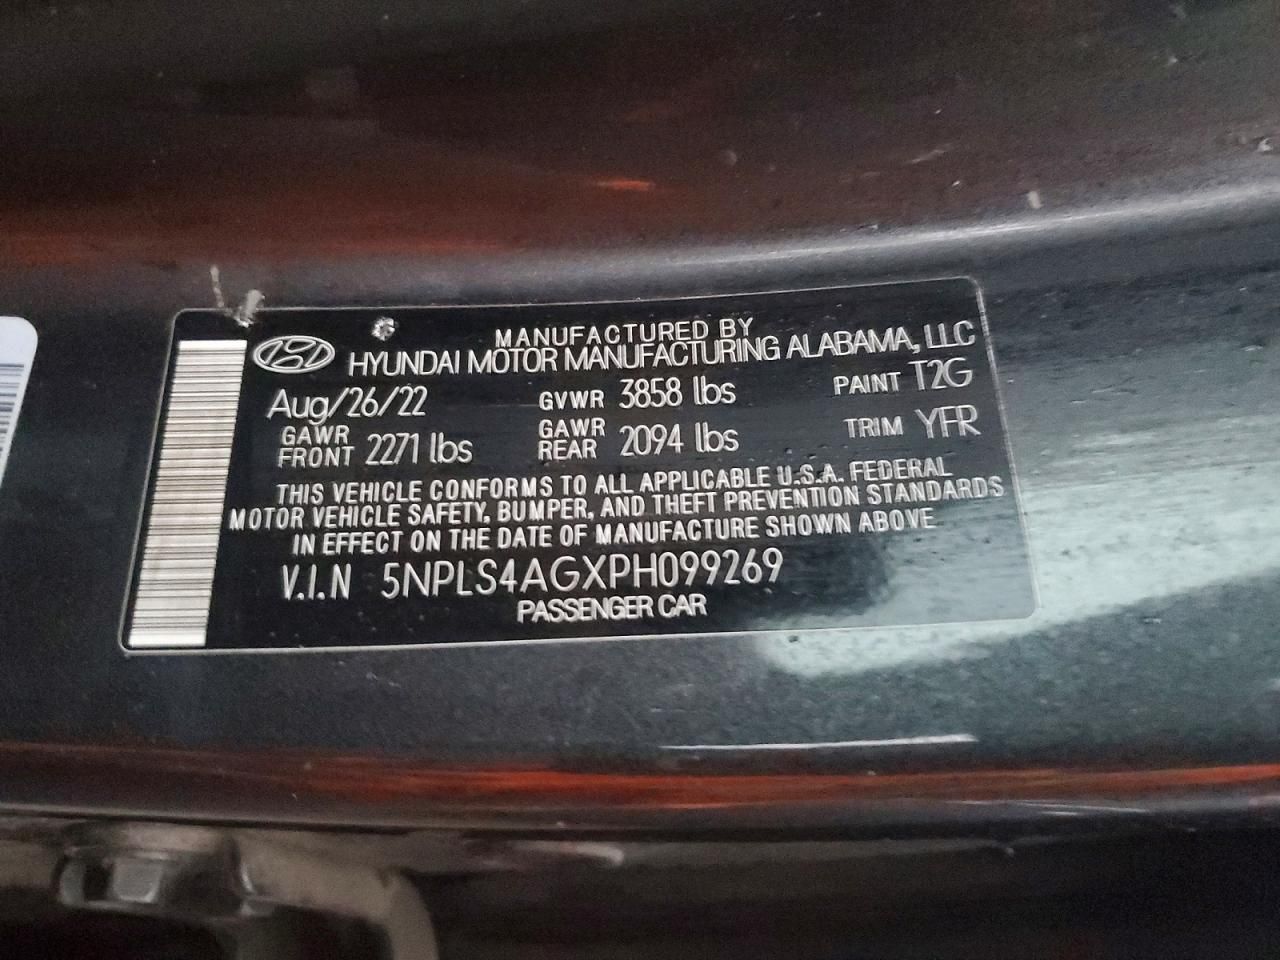 MANUFACTURED BY
HYUNDAI MOTOR MANUFACTURING ALABAMA, LLC
Aug/26/22 GVWR 3858 lbs PAINT T2G
GAWR FRONT 2271 lbs GAWR REAR 2094 lbs TRIM YFR
THIS VEHICLE CONFORMS TO ALL APPLICABLE U.S.A. FEDERAL
MOTOR VEHICLE SAFETY, BUMPER, AND THEFT PREVENTION STANDARDS
IN EFFECT ON THE DATE OF MANUFACTURE SHOWN ABOVE
V.I.N 5NPLS4AGXPH099269
PASSENGER CAR